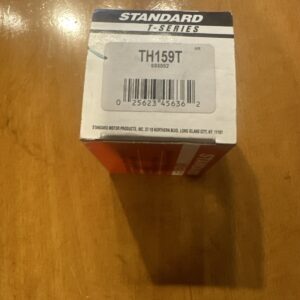 STANDARD
T-SERIES
TH159T
0 25623 45636 2
STANDARD MOTOR PRODUCTS, INC. 37-18 NORTHERN BLVD., LONG ISLAND CITY, NY 11101